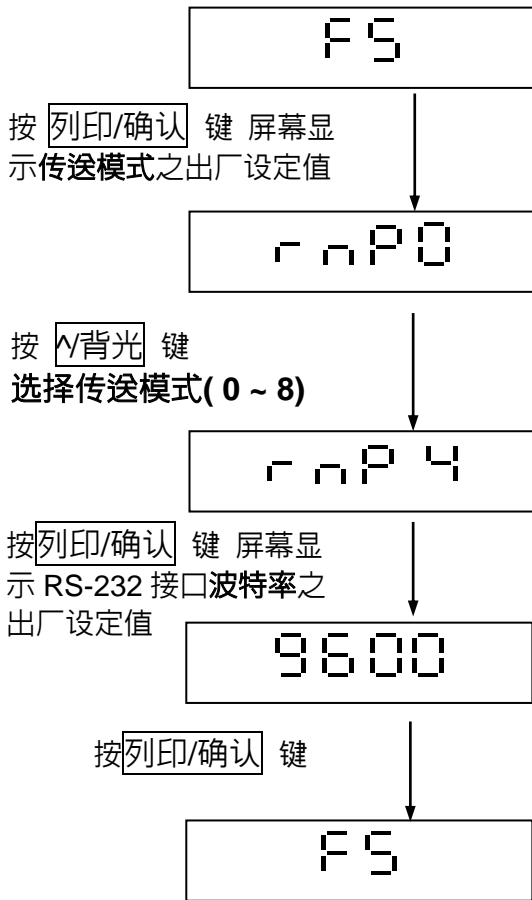 FS
按 列印/确认 键 屏幕显
示传送模式之出厂设定值
rnP0
按 ^/背光 键
选择传送模式( 0 ~ 8)
rnP 4
按列印/确认 键 屏幕显
示 RS-232 接口波特率之
出厂设定值
9600
按列印/确认 键
FS